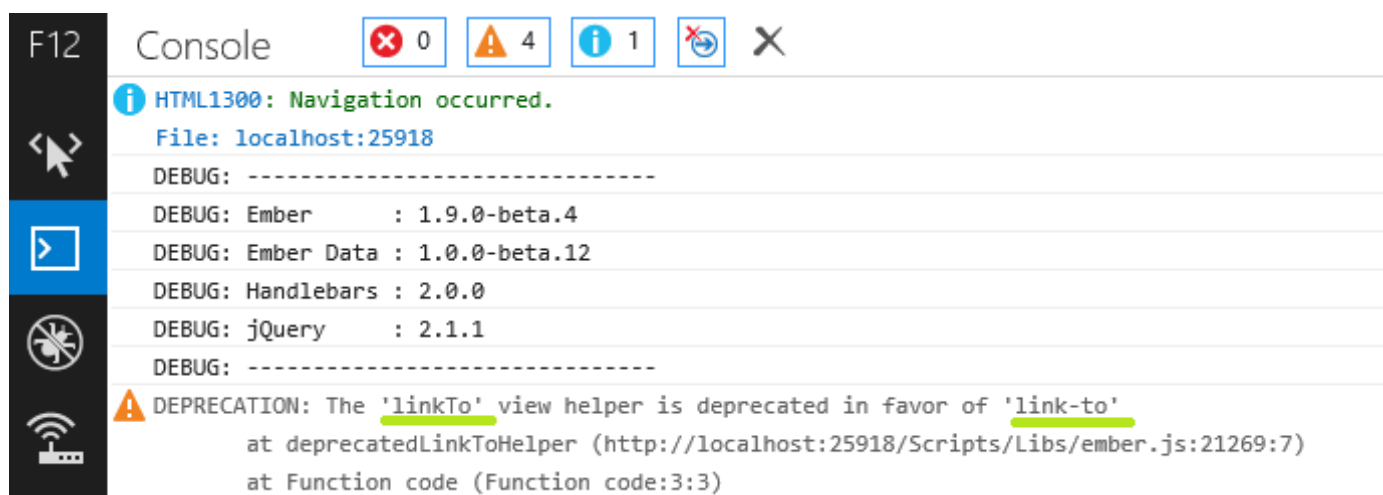 F12 Console 0 4 1
HTML1300: Navigation occurred.
File: localhost:25918
DEBUG: -------------------------------
DEBUG: Ember      : 1.9.0-beta.4
DEBUG: Ember Data : 1.0.0-beta.12
DEBUG: Handlebars : 2.0.0
DEBUG: jQuery     : 2.1.1
DEBUG: -------------------------------
DEPRECATION: The 'linkTo' view helper is deprecated in favor of 'link-to'
at deprecatedLinkToHelper (http://localhost:25918/Scripts/Libs/ember.js:21269:7)
at Function code (Function code:3:3)